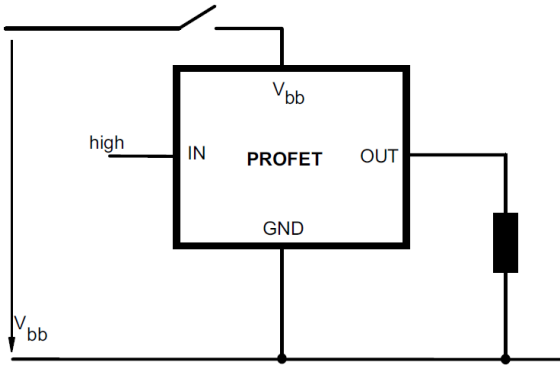 V bb
high
IN
PROFET
OUT
GND
V bb